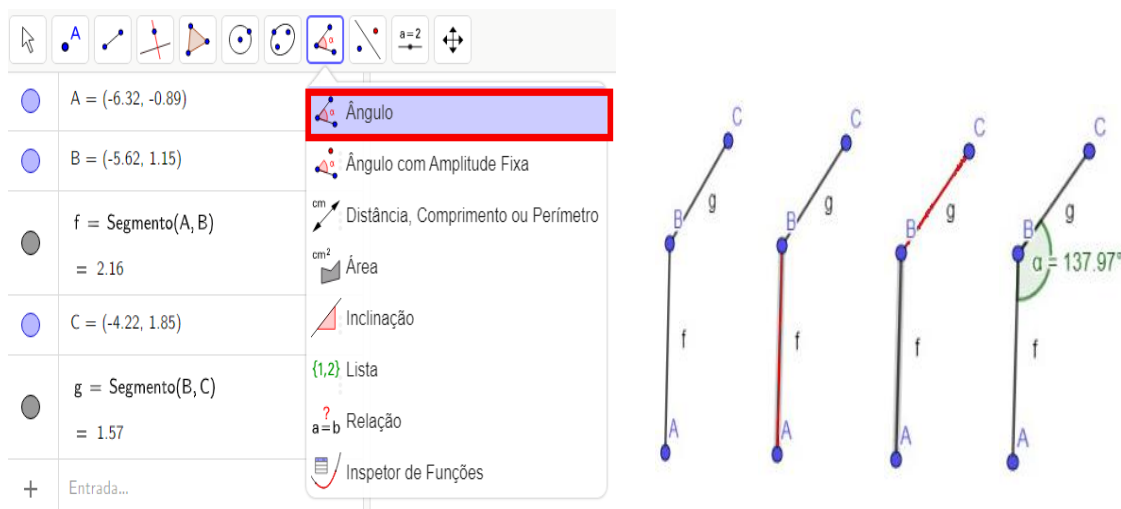 A
a=2
A = (-6.32, -0.89)
B = (-5.62, 1.15)
f = Segmento(A, B)
= 2.16
C = (-4.22, 1.85)
g = Segmento(B, C)
= 1.57
+ Entrada...
Ângulo
Ângulo com Amplitude Fixa
cm Distância, Comprimento ou Perímetro
cm² Área
Inclinação
{1,2} Lista
? a=b Relação
Inspetor de Funções
C
g
B
f
A
C
g
B
f
A
C
g
B
f
A
C
g
B
α = 137.97°
f
A